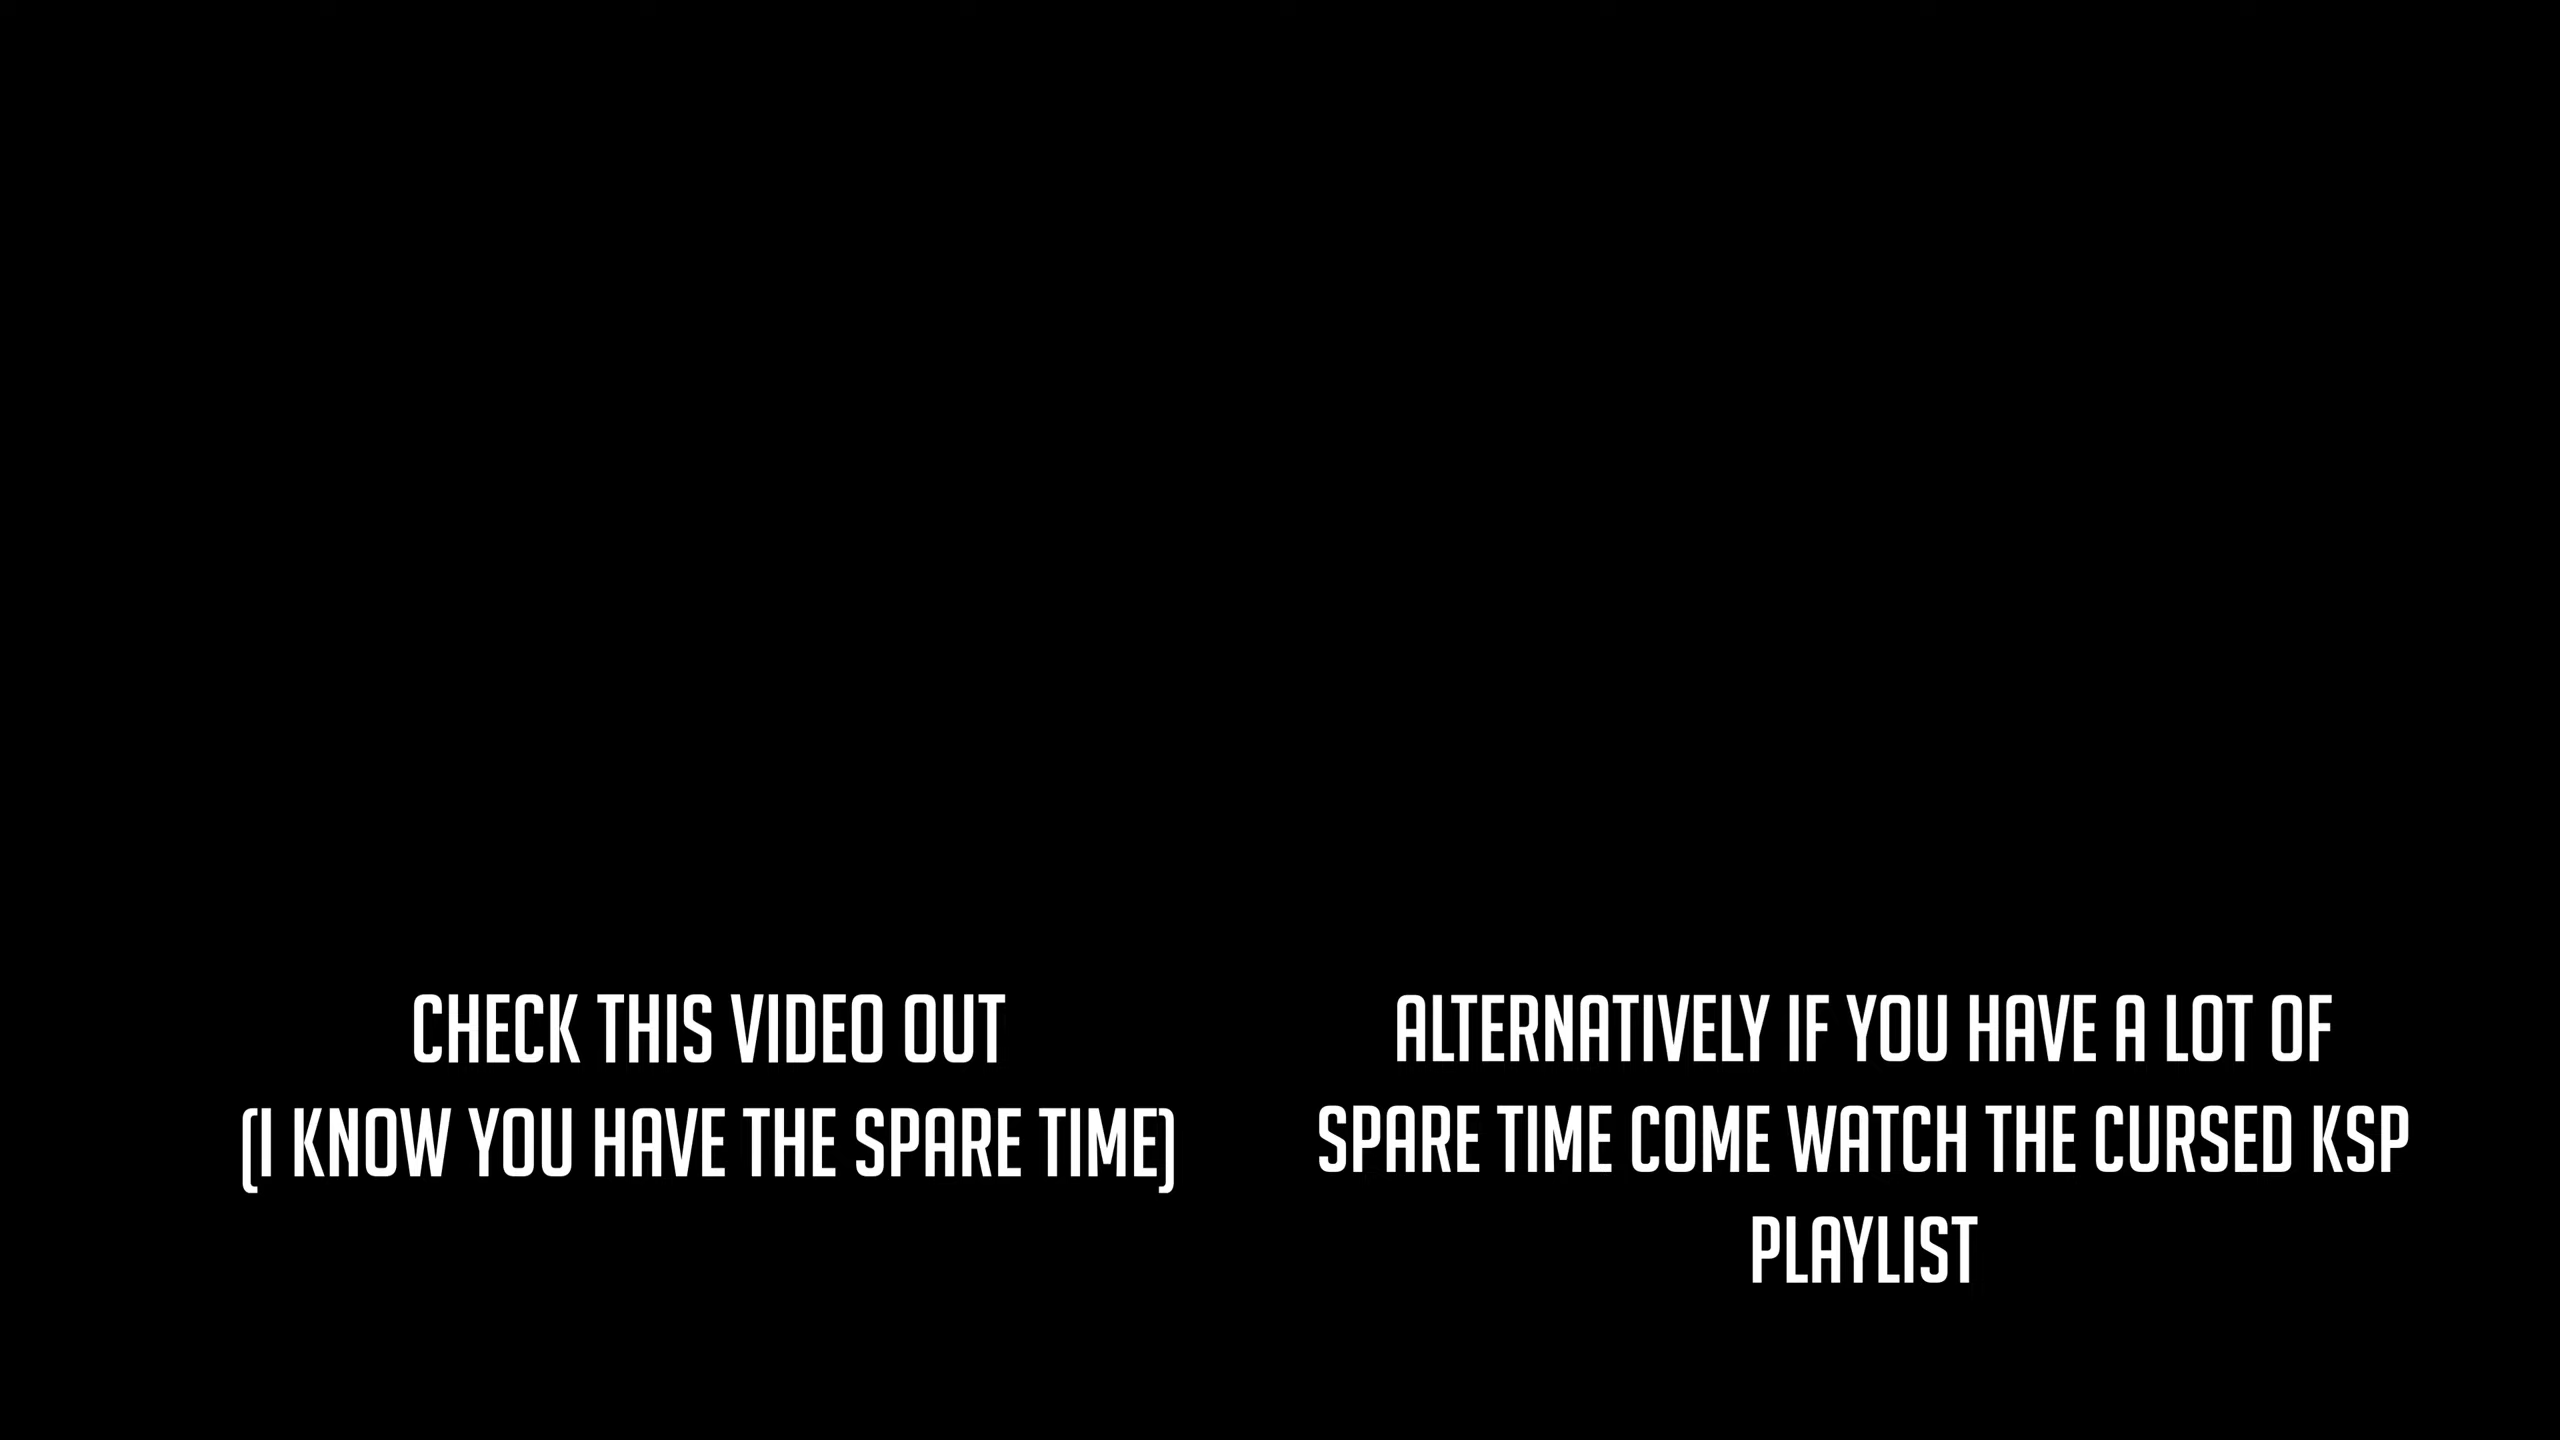 CHECK THIS VIDEO OUT
(I KNOW YOU HAVE THE SPARE TIME)
ALTERNATIVELY IF YOU HAVE A LOT OF
SPARE TIME COME WATCH THE CURSED KSP
PLAYLIST